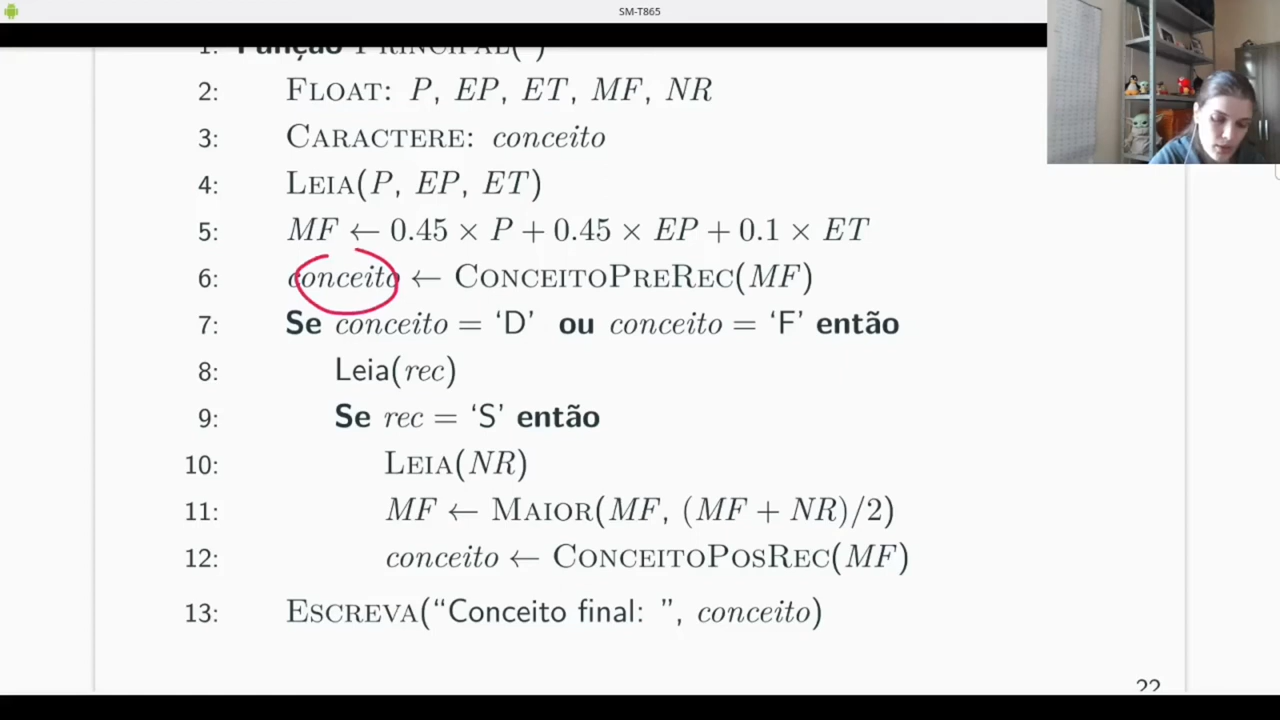 SM-T865
1: Função PRINCIPAL( )
2: FLOAT: P, EP, ET, MF, NR
3: CARACTERE: conceito
4: LEIA(P, EP, ET)
5: MF ← 0.45 × P + 0.45 × EP + 0.1 × ET
6: conceito ← CONCEITOPREREC(MF)
7: Se conceito = ‘D’ ou conceito = ‘F’ então
8: Leia(rec)
9: Se rec = ‘S’ então
10: LEIA(NR)
11: MF ← MAIOR(MF, (MF + NR)/2)
12: conceito ← CONCEITOPOSREC(MF)
13: ESCREVA(“Conceito final: ”, conceito)
22